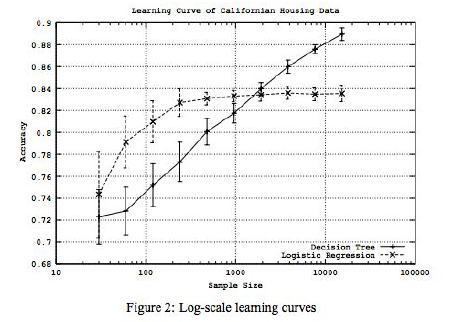 Learning Curve of Californian Housing Data
0.9
0.88
0.86
0.84
0.82
0.8
0.78
0.76
0.74
0.72
0.7
0.68
Accuracy
Decision Tree
Logistic Regression
10 100 1000 10000 100000
Sample Size
Figure 2: Log-scale learning curves